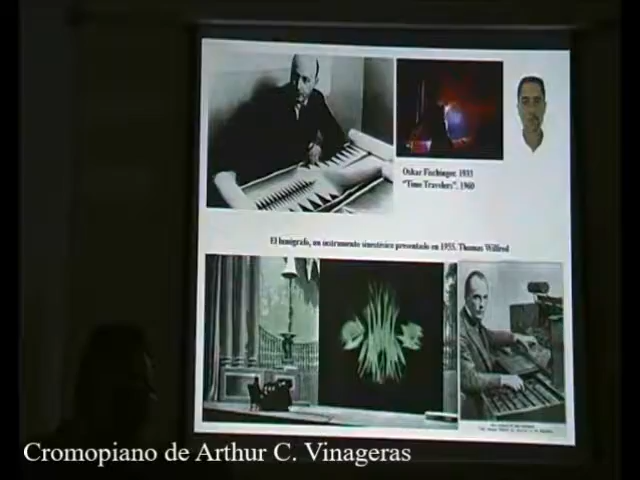 Oskar Fischinger. 1933
"Time Travelers". 1960
El lumígrafo, un instrumento sinestésico presentado en 1955. Thomas Wilfred
Cromopiano de Arthur C. Vinageras